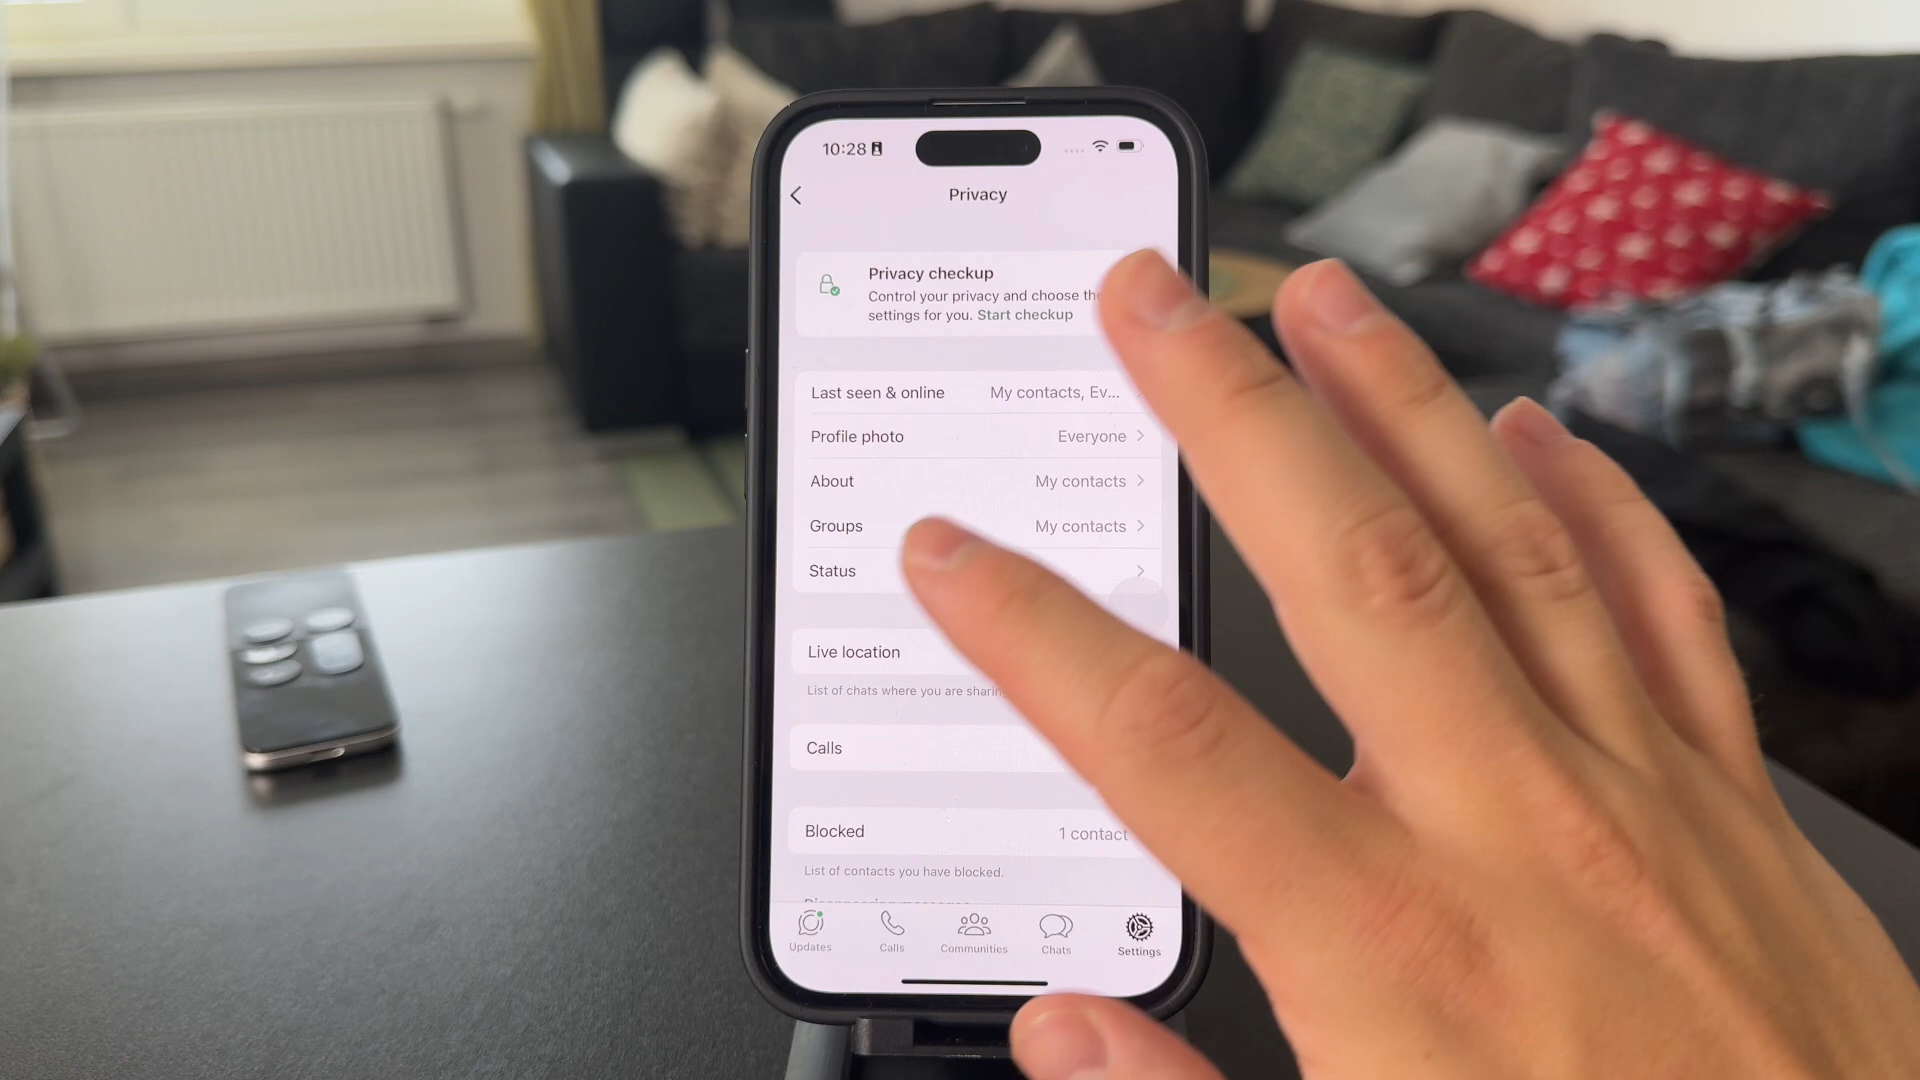 10:28
Privacy
Privacy checkup
Control your privacy and choose
settings for you. Start checkup
Last seen & online My contacts, Ev...
Profile photo Everyone
About My contacts
Groups My contacts
Status
Live location
List of chats where you are
Calls
Blocked 1 contact
List of contacts you have blocked.
Updates Calls Communities Chats Settings